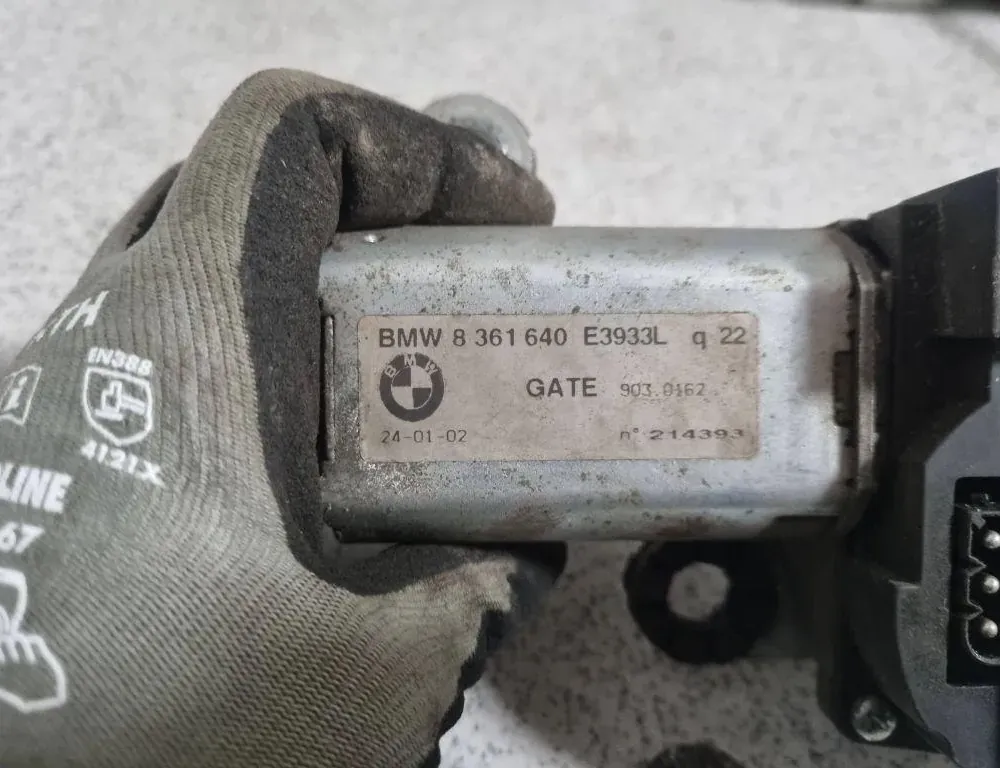 BMW 8 361 640 E3933L q 22
BMW
GATE 903.0162
24-01-02 n° 214393
EN388
4121X
LINE
67